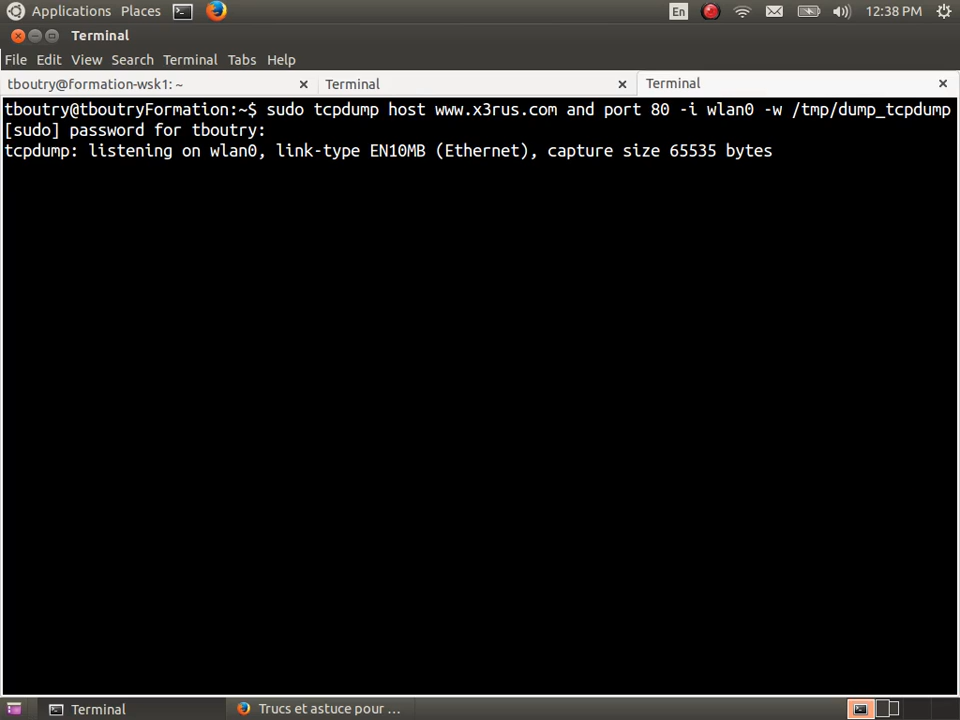 Applications Places En 12:38 PM
Terminal
File Edit View Search Terminal Tabs Help
tboutry@formation-wsk1: ~ Terminal Terminal
tboutry@tboutryFormation:~$ sudo tcpdump host www.x3rus.com and port 80 -i wlan0 -w /tmp/dump_tcpdump
[sudo] password for tboutry:
tcpdump: listening on wlan0, link-type EN10MB (Ethernet), capture size 65535 bytes
Terminal Trucs et astuce pour ...